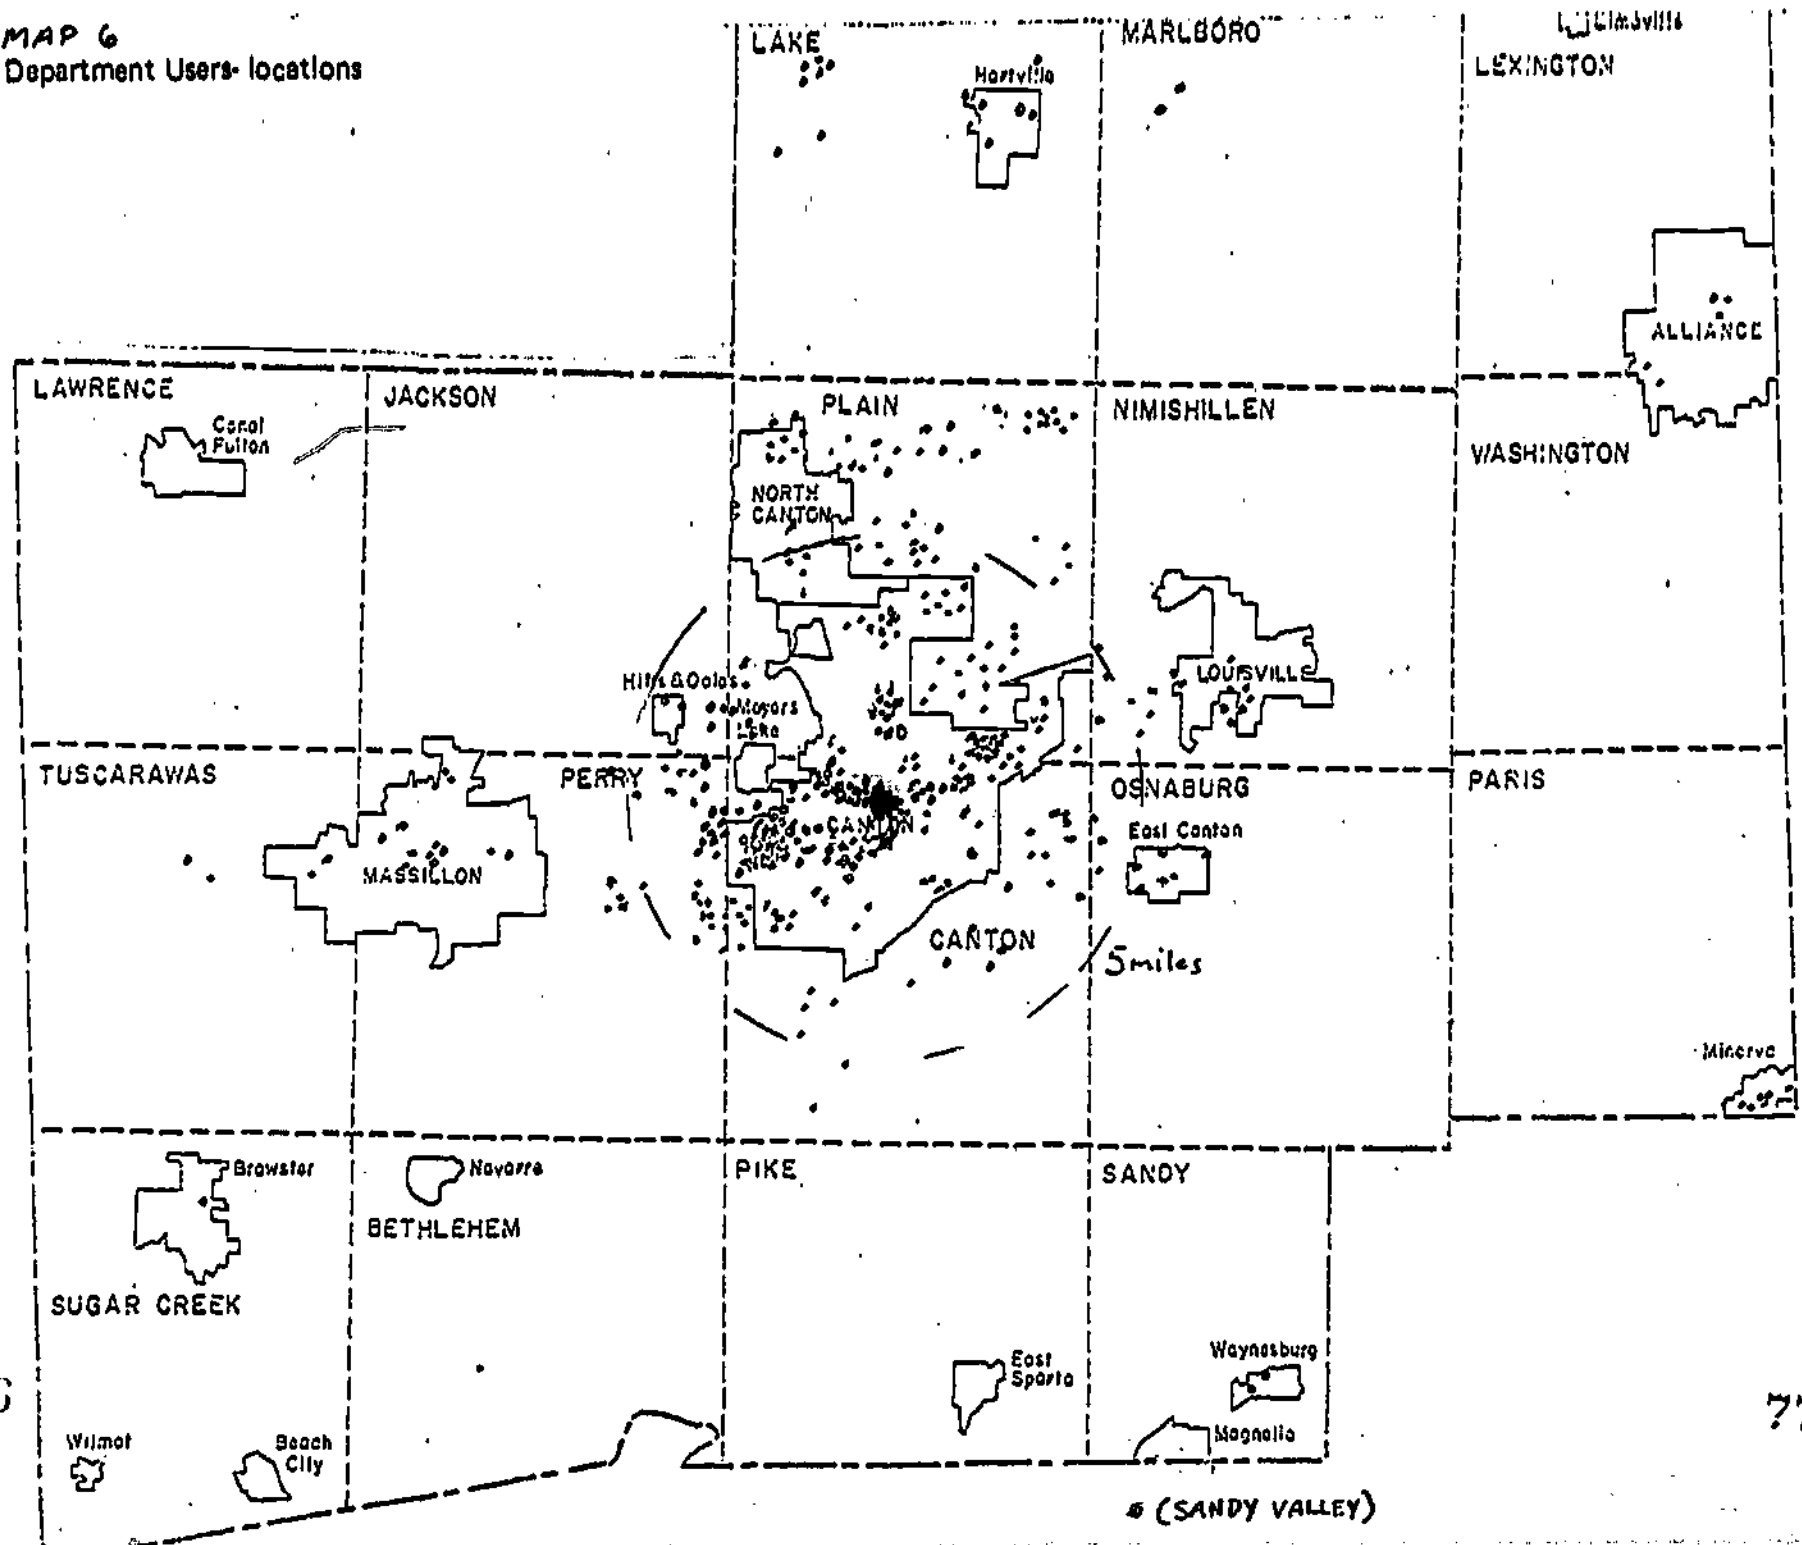 MAP 6
Department Users- locations
LAKE
MARLBORO
LEXINGTON
Hartville
ALLIANCE
LAWRENCE
JACKSON
PLAIN
NIMISHILLEN
WASHINGTON
Canal
Fulton
NORTH
CANTON
LOUISVILLE
Hills & Dales
Meyers
Lake
TUSCARAWAS
PERRY
OSNABURG
PARIS
CANTON
East Canton
MASSILLON
CANTON
5 miles
Minerva
Brewster
Navarre
PIKE
SANDY
BETHLEHEM
SUGAR CREEK
East
Sparta
Waynesburg
Magnolia
Wilmot
Beach
City
(SANDY VALLEY)